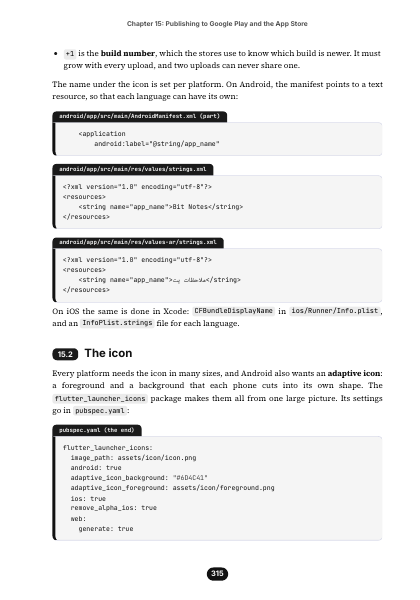 Chapter 15: Publishing to Google Play and the App Store
• +1 is the build number, which the stores use to know which build is newer. It must
grow with every upload, and two uploads can never share one.
The name under the icon is set per platform. On Android, the manifest points to a text
resource, so that each language can have its own:
android/app/src/main/AndroidManifest.xml (part)
<application
android:label="@string/app_name"
android/app/src/main/res/values/strings.xml
<?xml version="1.0" encoding="utf-8"?>
<resources>
<string name="app_name">Bit Notes</string>
</resources>
android/app/src/main/res/values-ar/strings.xml
<?xml version="1.0" encoding="utf-8"?>
<resources>
<string name="app_name">ملاحظات بت</string>
</resources>
On iOS the same is done in Xcode: CFBundleDisplayName in ios/Runner/Info.plist,
and an InfoPlist.strings file for each language.
15.2 The icon
Every platform needs the icon in many sizes, and Android also wants an adaptive icon:
a foreground and a background that each phone cuts into its own shape. The
flutter_launcher_icons package makes them all from one large picture. Its settings
go in pubspec.yaml:
pubspec.yaml (the end)
flutter_launcher_icons:
image_path: assets/icon/icon.png
android: true
adaptive_icon_background: "#6D4C41"
adaptive_icon_foreground: assets/icon/foreground.png
ios: true
remove_alpha_ios: true
web:
generate: true
315